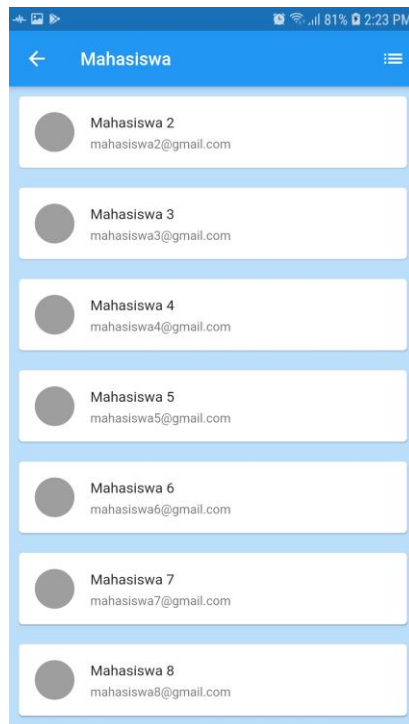 81% 2:23 PM
Mahasiswa
Mahasiswa 2
mahasiswa2@gmail.com
Mahasiswa 3
mahasiswa3@gmail.com
Mahasiswa 4
mahasiswa4@gmail.com
Mahasiswa 5
mahasiswa5@gmail.com
Mahasiswa 6
mahasiswa6@gmail.com
Mahasiswa 7
mahasiswa7@gmail.com
Mahasiswa 8
mahasiswa8@gmail.com